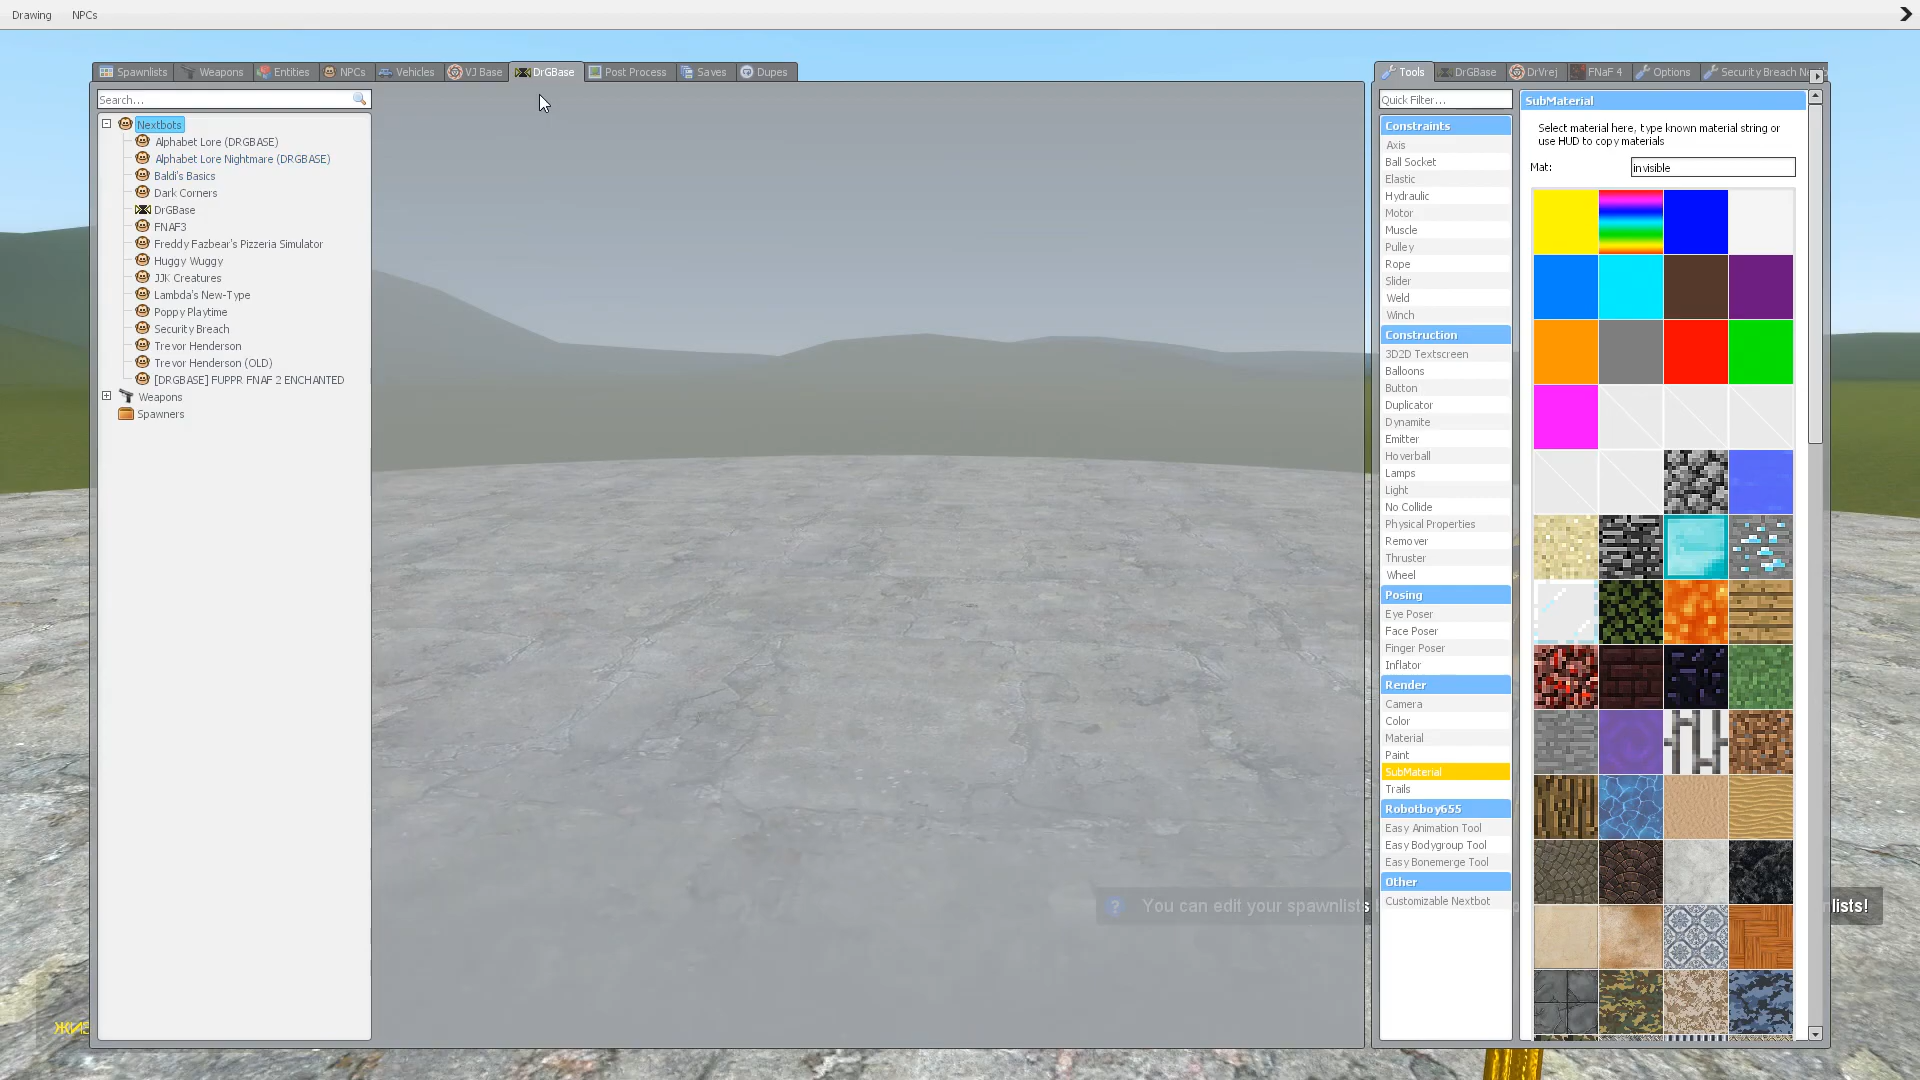 Drawing NPCs
Spawnlists Weapons Entities NPCs Vehicles VJ Base DrGBase Post Process Saves Dupes
Search...
Nextbots
Alphabet Lore (DRGBASE)
Alphabet Lore Nightmare (DRGBASE)
Baldi's Basics
Dark Corners
DrGBase
FNAF3
Freddy Fazbear's Pizzeria Simulator
Huggy Wuggy
JJK Creatures
Lambda's New-Type
Poppy Playtime
Security Breach
Trevor Henderson
Trevor Henderson (OLD)
[DRGBASE] FUPPR FNAF 2 ENCHANTED
Weapons
Spawners
You can edit your spawnlists
lists!
Tools DrGBase DrVrej FNaF 4 Options Security Breach
Quick Filter...
Constraints
Axis
Ball Socket
Elastic
Hydraulic
Motor
Muscle
Pulley
Rope
Slider
Weld
Winch
Construction
3D2D Textscreen
Balloons
Button
Duplicator
Dynamite
Emitter
Hoverball
Lamps
Light
No Collide
Physical Properties
Remover
Thruster
Wheel
Posing
Eye Poser
Face Poser
Finger Poser
Inflator
Render
Camera
Color
Material
Paint
SubMaterial
Trails
Robotboy655
Easy Animation Tool
Easy Bodygroup Tool
Easy Bonemerge Tool
Other
Customizable Nextbot
SubMaterial
Select material here, type known material string or
use HUD to copy materials
Mat: invisible